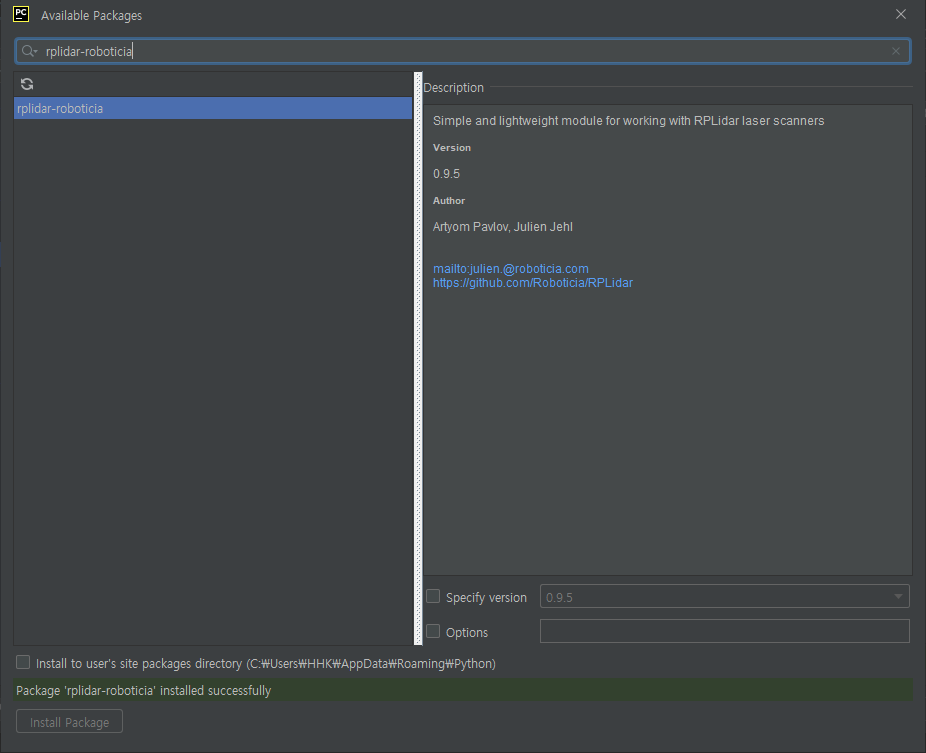 PC
Available Packages
rplidar-roboticia
rplidar-roboticia
Description
Simple and lightweight module for working with RPLidar laser scanners
Version
0.9.5
Author
Artyom Pavlov, Julien Jehl
mailto:julien.@roboticia.com
https://github.com/Roboticia/RPLidar
Specify version 0.9.5
Options
Install to user's site packages directory (C:₩Users₩HHK₩AppData₩Roaming₩Python)
Package 'rplidar-roboticia' installed successfully
Install Package